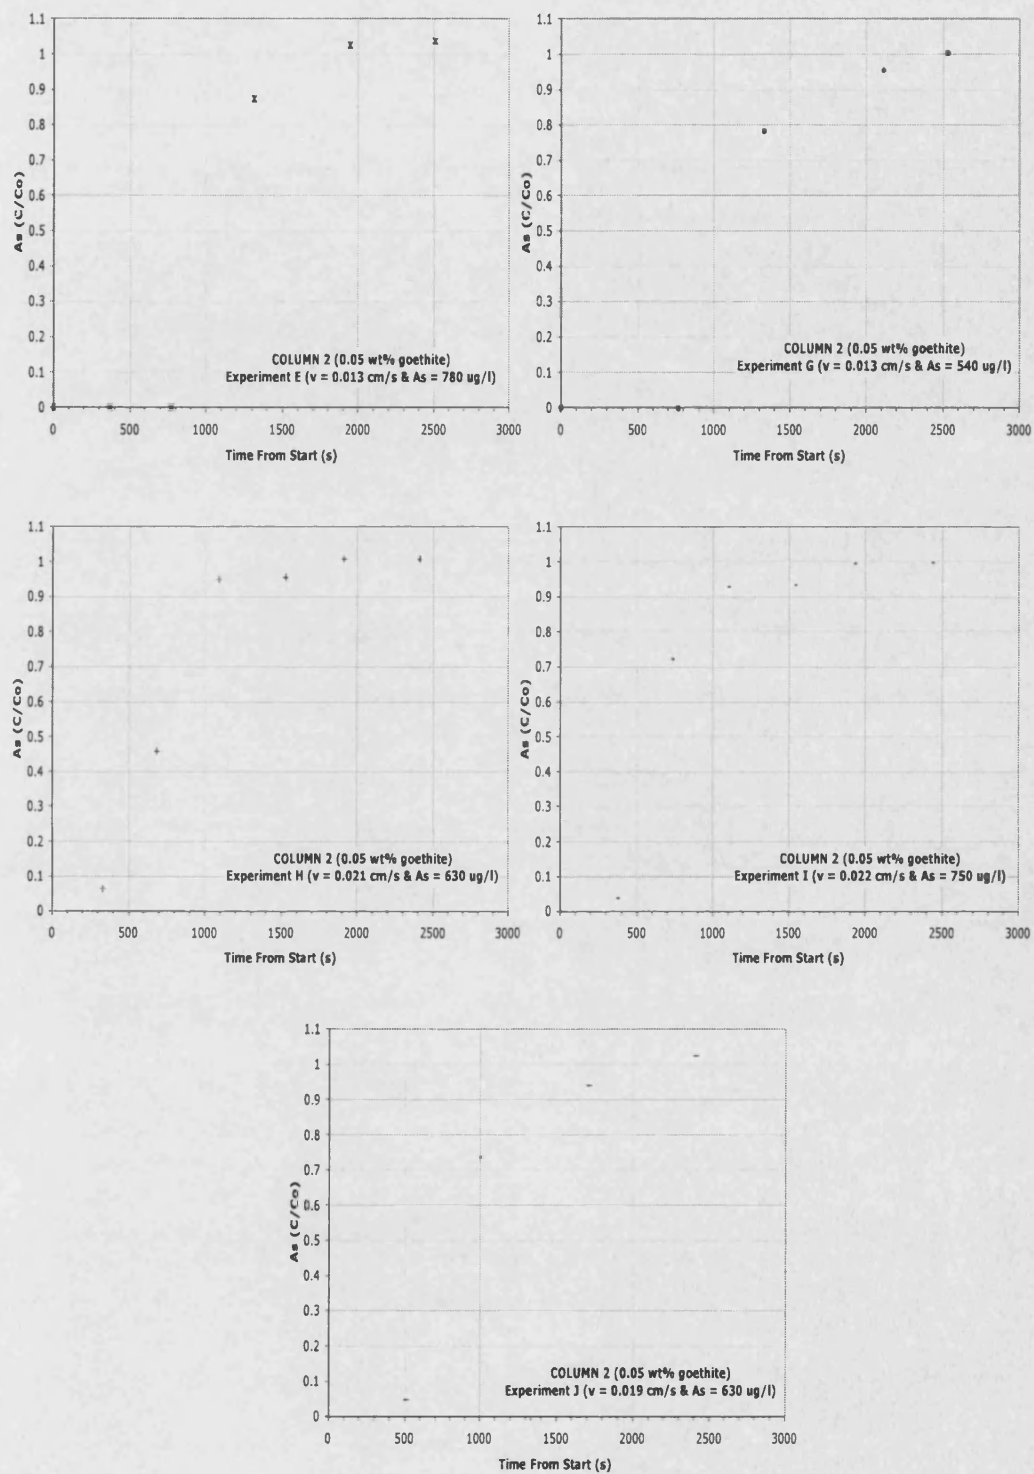 1.1
1
0.9
0.8
0.7
0.6
0.5
0.4
0.3
0.2
0.1
0
As (C/Co)
COLUMN 2 (0.05 wt% goethite)
Experiment E (v = 0.013 cm/s & As = 780 ug/l)
0 500 1000 1500 2000 2500 3000
Time From Start (s)
1.1
1
0.9
0.8
0.7
0.6
0.5
0.4
0.3
0.2
0.1
0
As (C/Co)
COLUMN 2 (0.05 wt% goethite)
Experiment G (v = 0.013 cm/s & As = 540 ug/l)
0 500 1000 1500 2000 2500 3000
Time From Start (s)
1.1
1
0.9
0.8
0.7
0.6
0.5
0.4
0.3
0.2
0.1
0
As (C/Co)
COLUMN 2 (0.05 wt% goethite)
Experiment H (v = 0.021 cm/s & As = 630 ug/l)
0 500 1000 1500 2000 2500 3000
Time From Start (s)
1.1
1
0.9
0.8
0.7
0.6
0.5
0.4
0.3
0.2
0.1
0
As (C/Co)
COLUMN 2 (0.05 wt% goethite)
Experiment I (v = 0.022 cm/s & As = 750 ug/l)
0 500 1000 1500 2000 2500 3000
Time From Start (s)
1.1
1
0.9
0.8
0.7
0.6
0.5
0.4
0.3
0.2
0.1
0
As (C/Co)
COLUMN 2 (0.05 wt% goethite)
Experiment J (v = 0.019 cm/s & As = 630 ug/l)
0 500 1000 1500 2000 2500 3000
Time From Start (s)